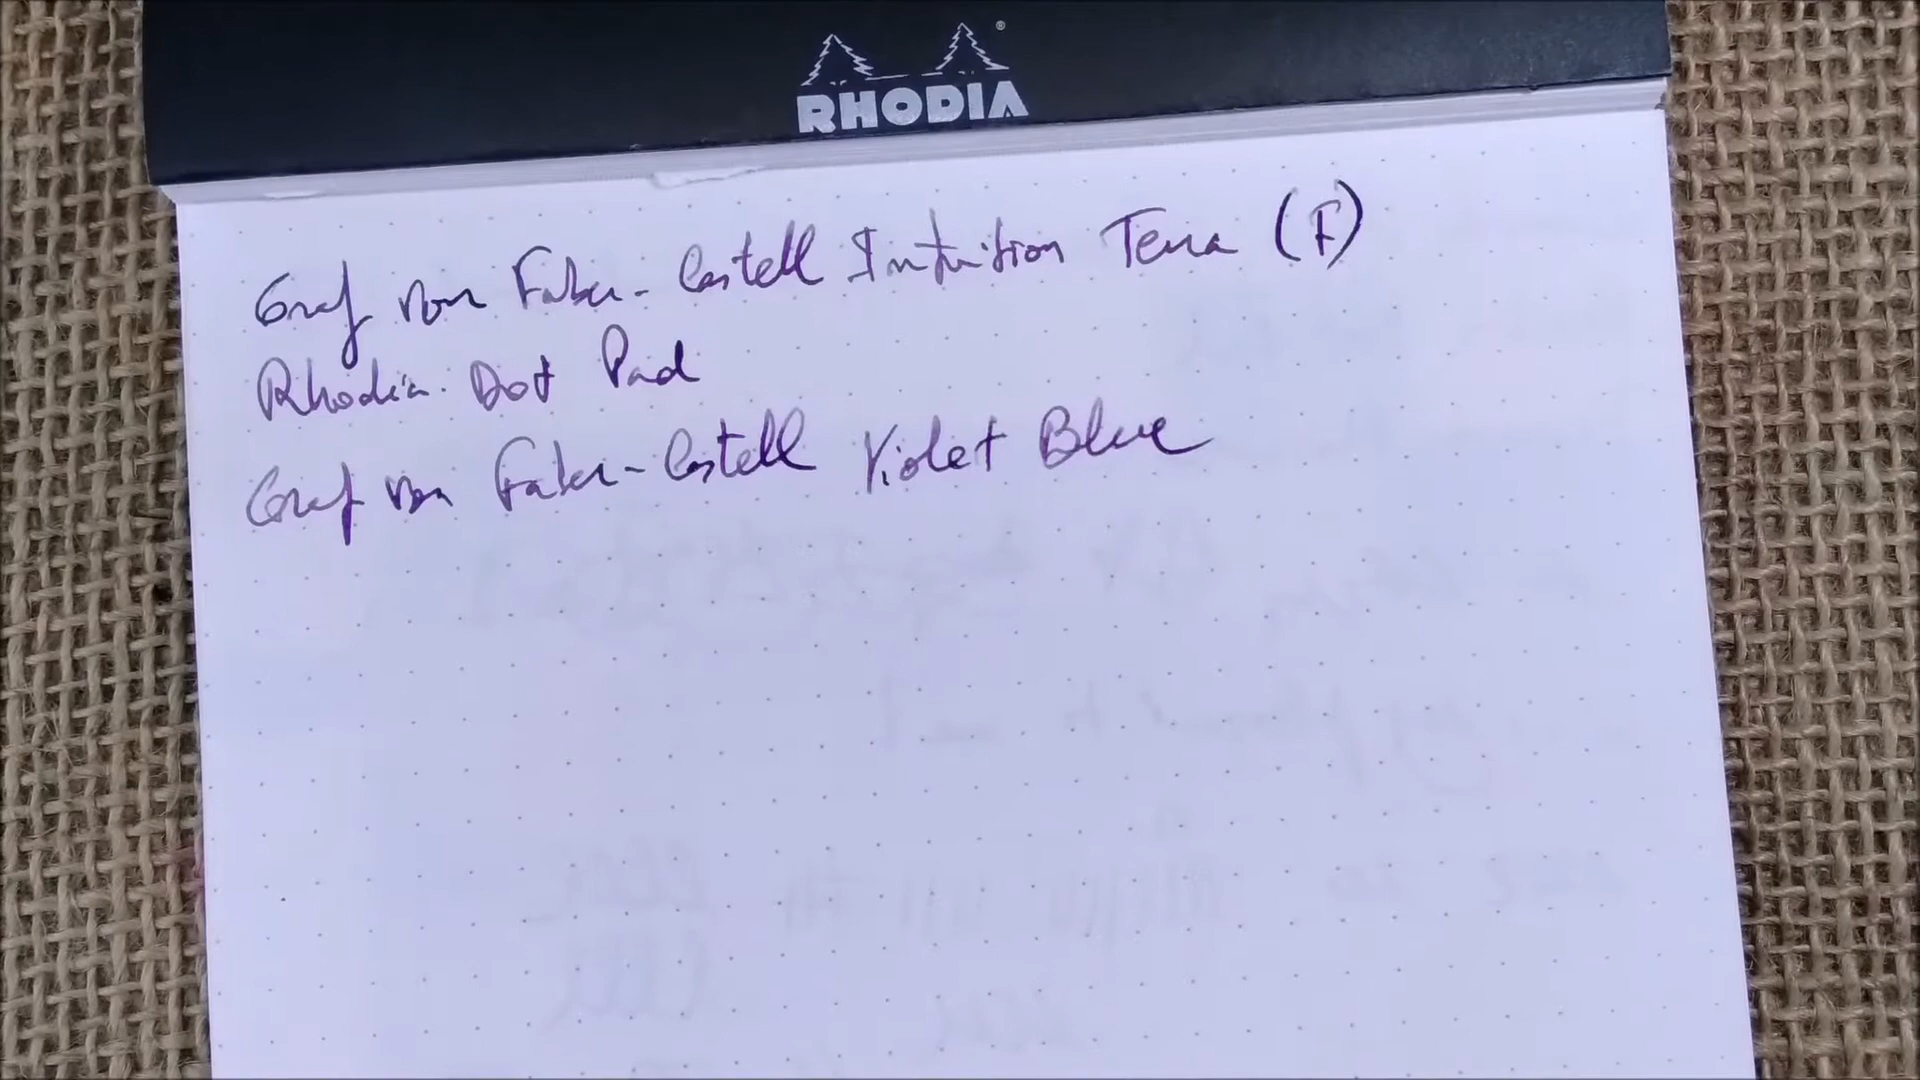 RHODIA
Graf von Faber-Castell Intuition Terra (F)
Rhodia Dot Pad
Graf von Faber-Castell Violet Blue